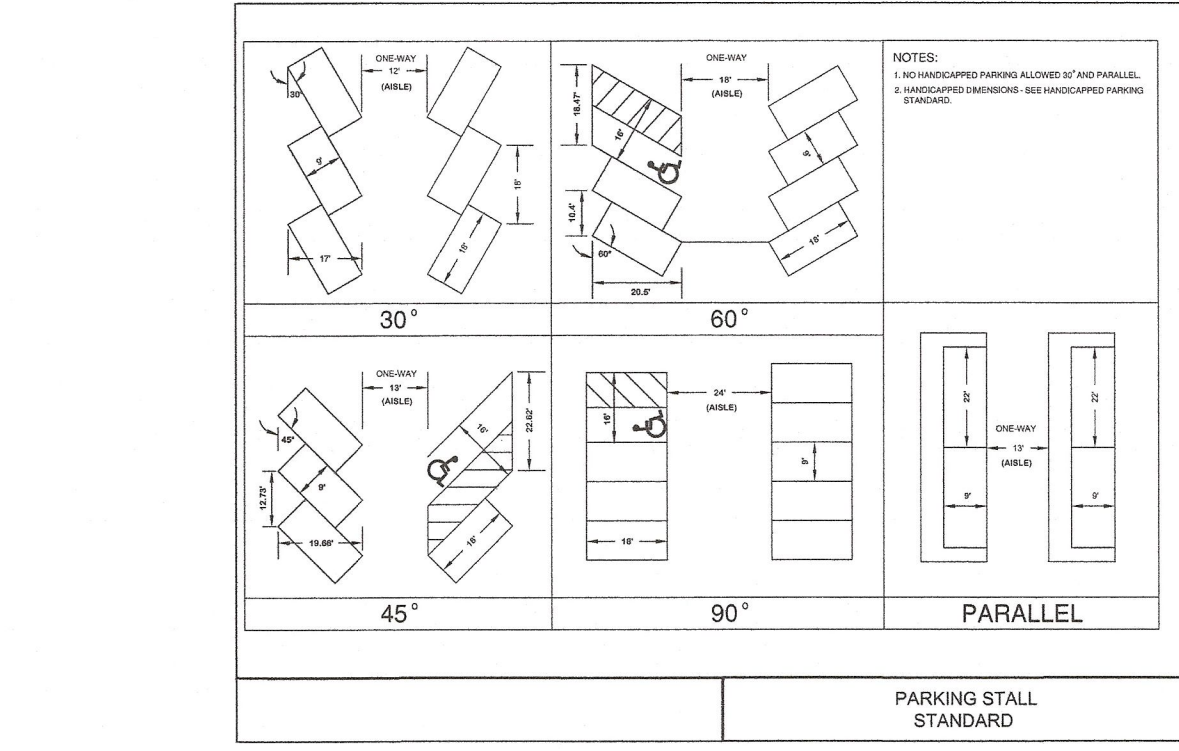 ONE-WAY
12'
(AISLE)
30°
9'
18'
17'
18'
30°
ONE-WAY
18'
(AISLE)
18.47'
16'
9'
10.4'
60°
18'
20.5'
60°
NOTES:
1. NO HANDICAPPED PARKING ALLOWED 30° AND PARALLEL.
2. HANDICAPPED DIMENSIONS - SEE HANDICAPPED PARKING
STANDARD.
ONE-WAY
13'
(AISLE)
45°
16'
22.62'
9'
12.73'
19.66'
18'
45°
24'
(AISLE)
16'
9'
18'
90°
22'
22'
ONE-WAY
13'
(AISLE)
9'
9'
PARALLEL
PARKING STALL
STANDARD